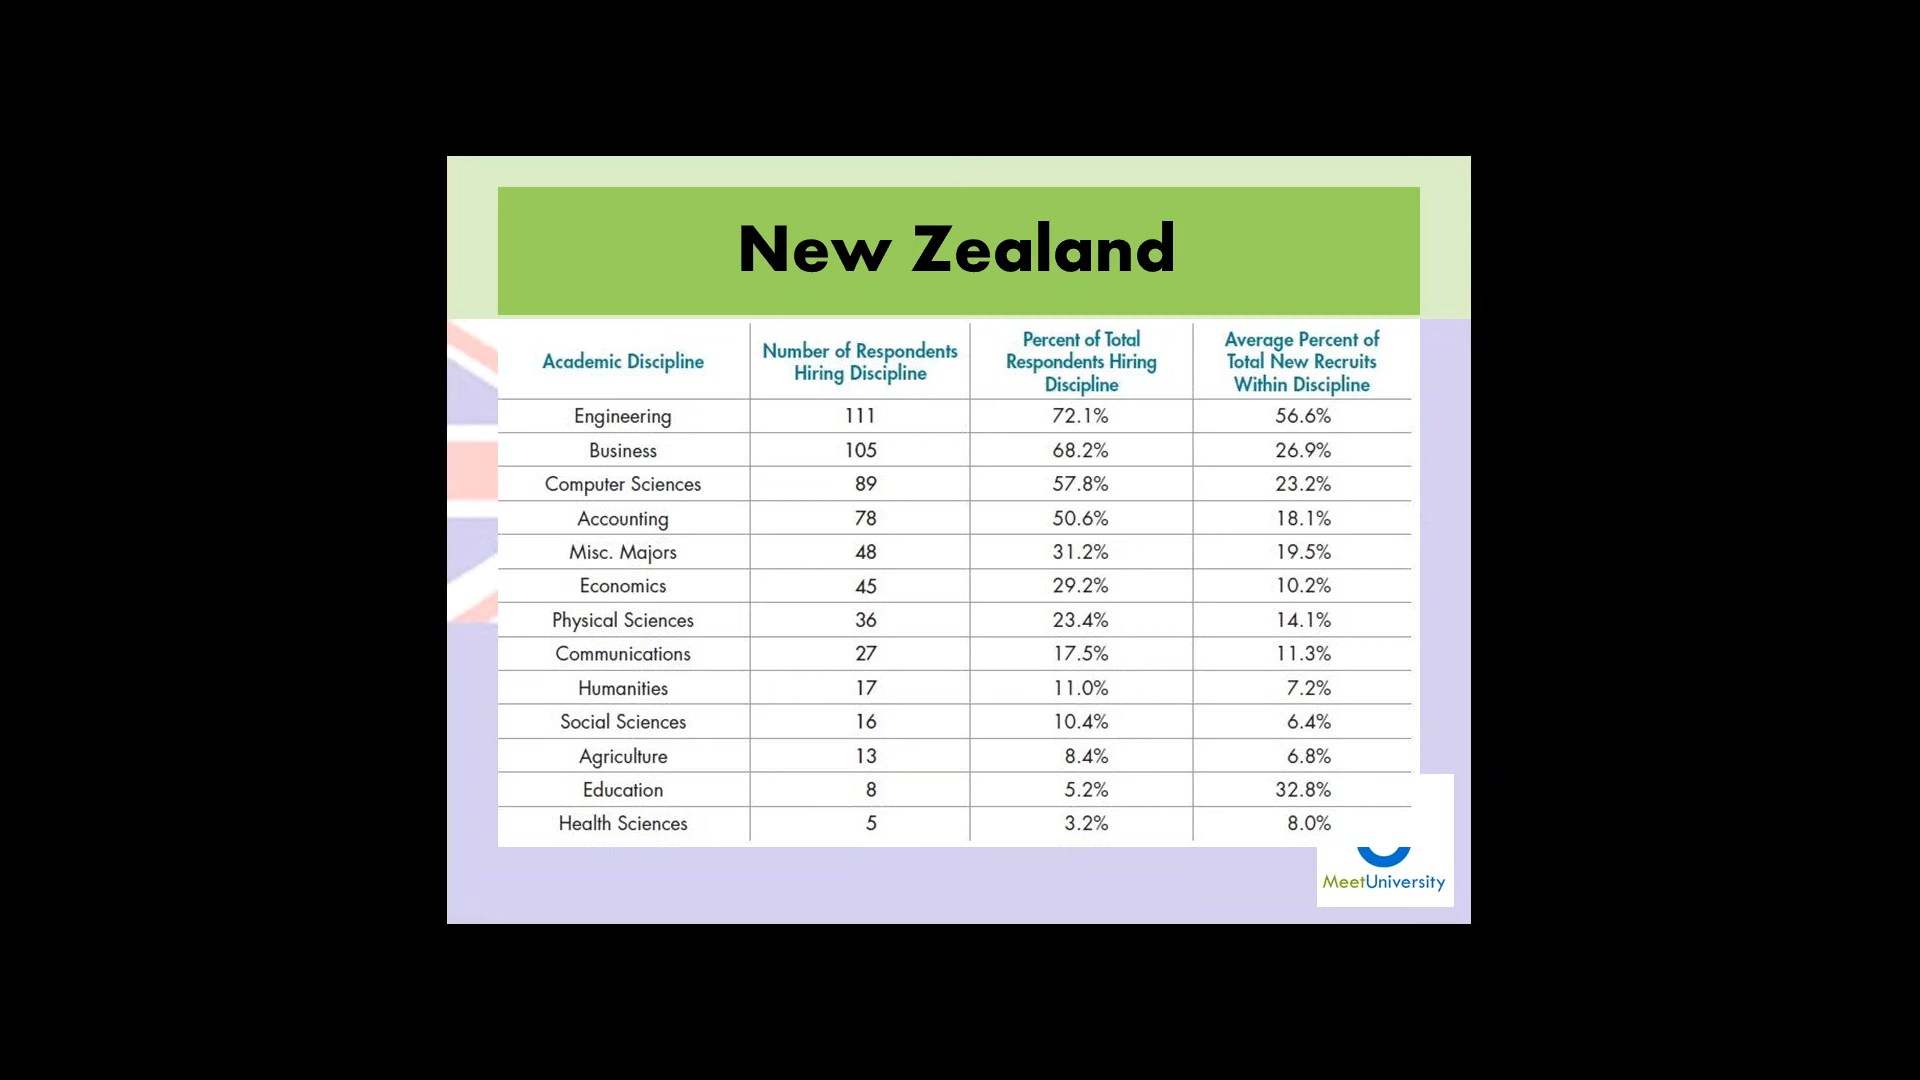 New Zealand
Academic Discipline
Number of Respondents
Hiring Discipline
Percent of Total
Respondents Hiring
Discipline
Average Percent of
Total New Recruits
Within Discipline
Engineering 111 72.1% 56.6%
Business 105 68.2% 26.9%
Computer Sciences 89 57.8% 23.2%
Accounting 78 50.6% 18.1%
Misc. Majors 48 31.2% 19.5%
Economics 45 29.2% 10.2%
Physical Sciences 36 23.4% 14.1%
Communications 27 17.5% 11.3%
Humanities 17 11.0% 7.2%
Social Sciences 16 10.4% 6.4%
Agriculture 13 8.4% 6.8%
Education 8 5.2% 32.8%
Health Sciences 5 3.2% 8.0%
MeetUniversity